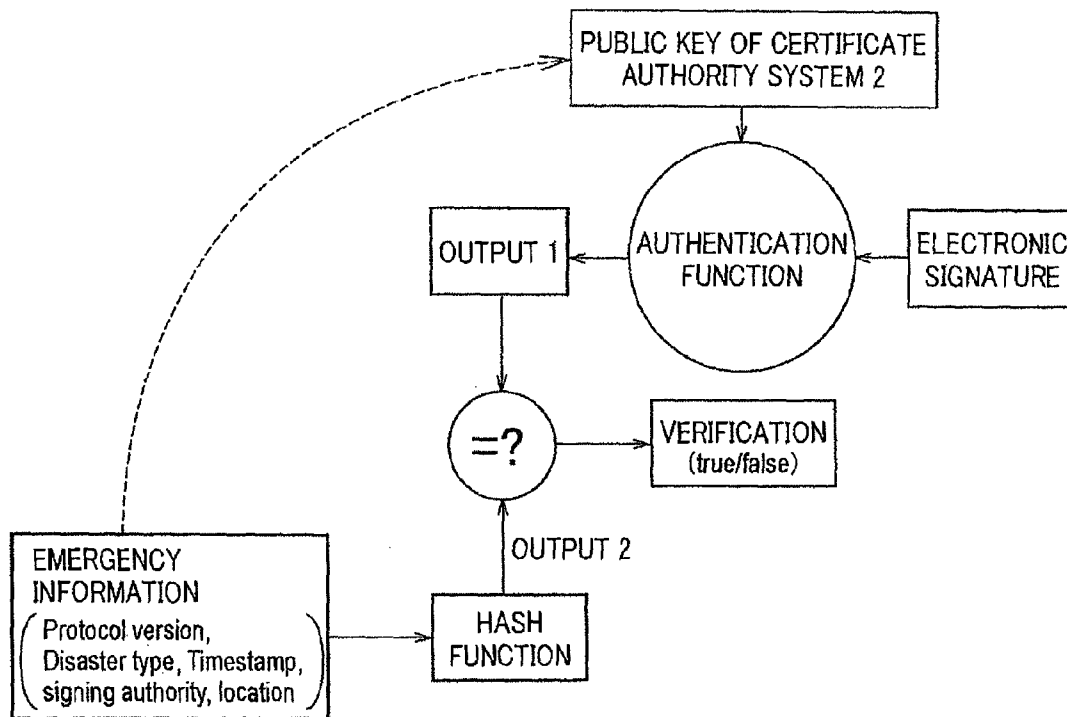 PUBLIC KEY OF CERTIFICATE
AUTHORITY SYSTEM 2
OUTPUT 1
AUTHENTICATION
FUNCTION
ELECTRONIC
SIGNATURE
=?
VERIFICATION
(true/false)
OUTPUT 2
EMERGENCY
INFORMATION
Protocol version,
Disaster type, Timestamp,
signing authority, location
HASH
FUNCTION